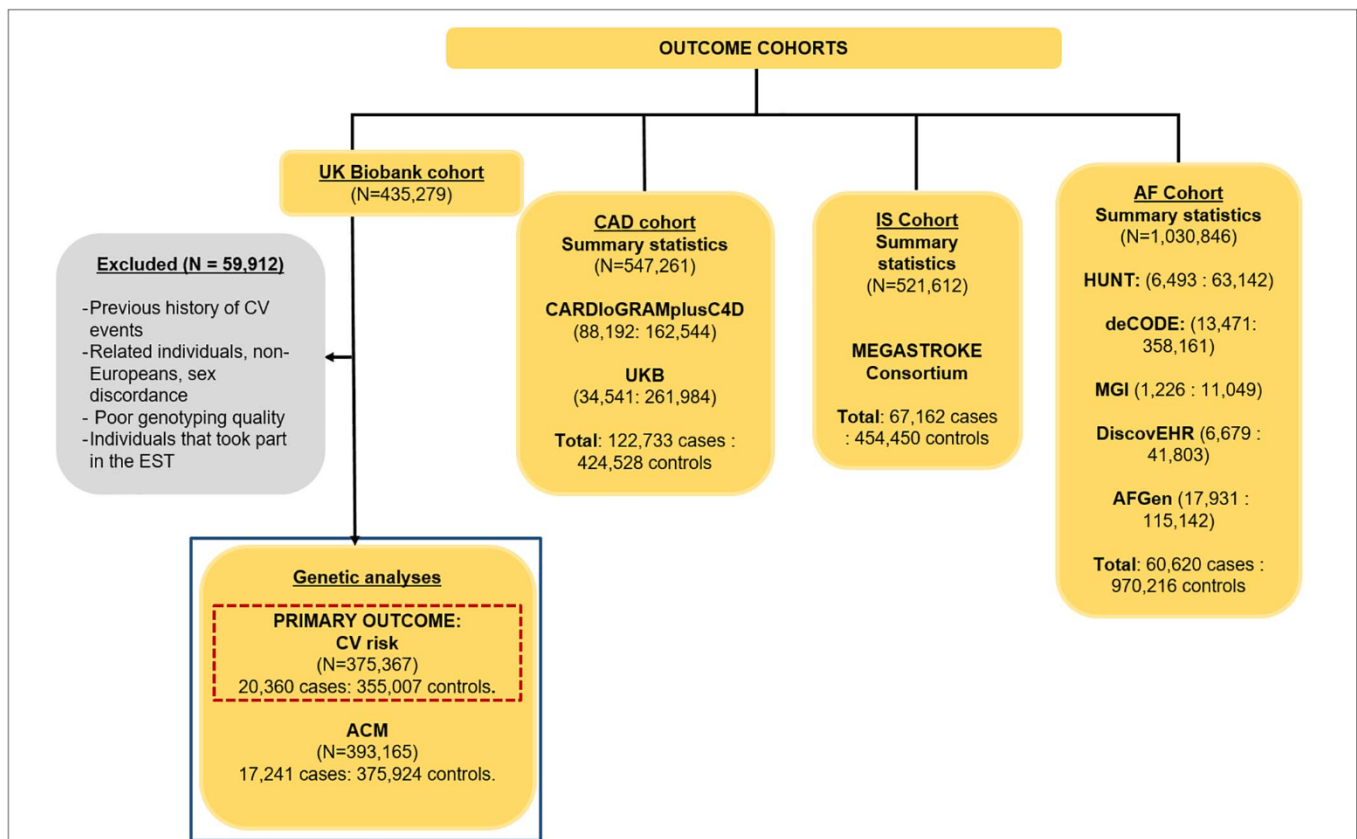 OUTCOME COHORTS
UK Biobank cohort
(N=435,279)
Excluded (N = 59,912)
-Previous history of CV
events
-Related individuals, non-
Europeans, sex
discordance
- Poor genotyping quality
-Individuals that took part
in the EST
Genetic analyses
PRIMARY OUTCOME:
CV risk
(N=375,367)
20,360 cases: 355,007 controls.
ACM
(N=393,165)
17,241 cases: 375,924 controls.
CAD cohort
Summary statistics
(N=547,261)
CARDIoGRAMplusC4D
(88,192: 162,544)
UKB
(34,541: 261,984)
Total: 122,733 cases :
424,528 controls
IS Cohort
Summary
statistics
(N=521,612)
MEGASTROKE
Consortium
Total: 67,162 cases
: 454,450 controls
AF Cohort
Summary statistics
(N=1,030,846)
HUNT: (6,493 : 63,142)
deCODE: (13,471:
358,161)
MGI (1,226 : 11,049)
DiscovEHR (6,679 :
41,803)
AFGen (17,931 :
115,142)
Total: 60,620 cases :
970,216 controls